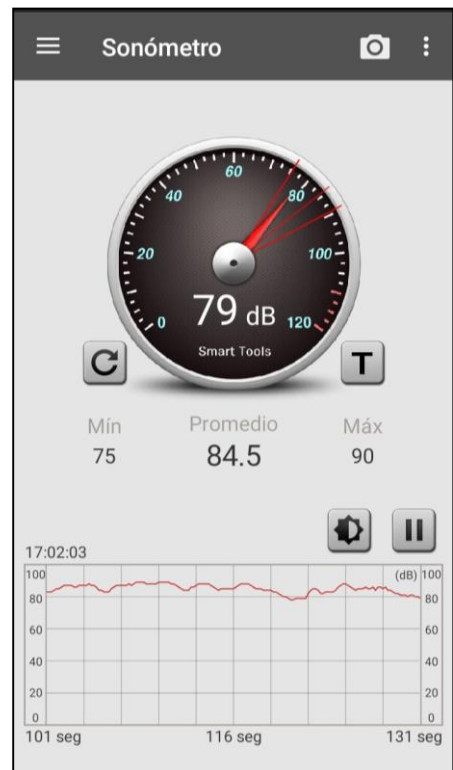 Sonómetro
60
40
80
20
100
0
79 dB
120
Smart Tools
T
Mín
Promedio
Máx
75
84.5
90
17:02:03
100
(dB) 100
80
80
60
60
40
40
20
20
0
0
101 seg
116 seg
131 seg